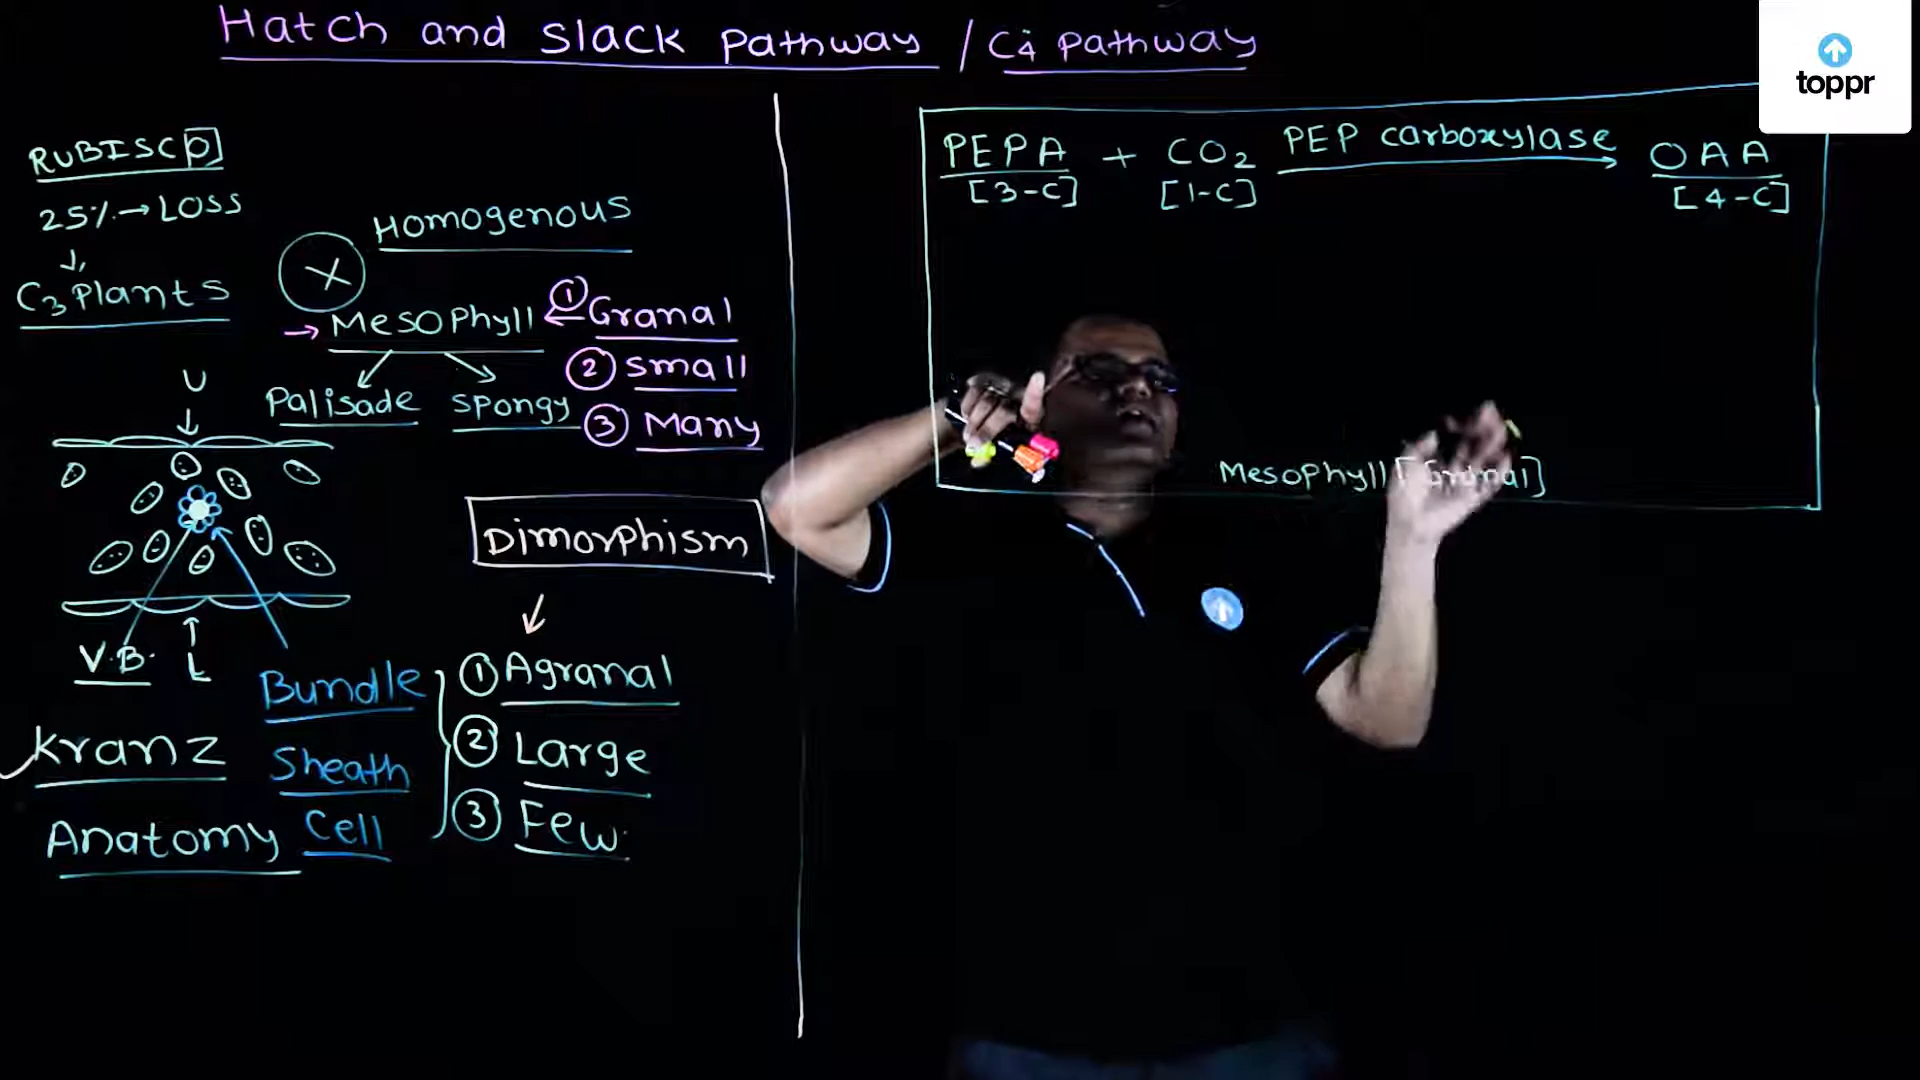 Hatch and Slack Pathway / C4 Pathway
toppr
RUBISCO
25% → Loss
C3 Plants
Homogenous
X
→ Mesophyll
Palisade
Spongy
① Granal
② Small
③ Many
U
V.B.
L
Bundle
Sheath
Cell
Kranz
Anatomy
Dimorphism
① Agranal
② Large
③ Few
PEPA + CO2 PEP carboxylase → OAA
[3-C] [1-C] [4-C]
Mesophyll [Granal]